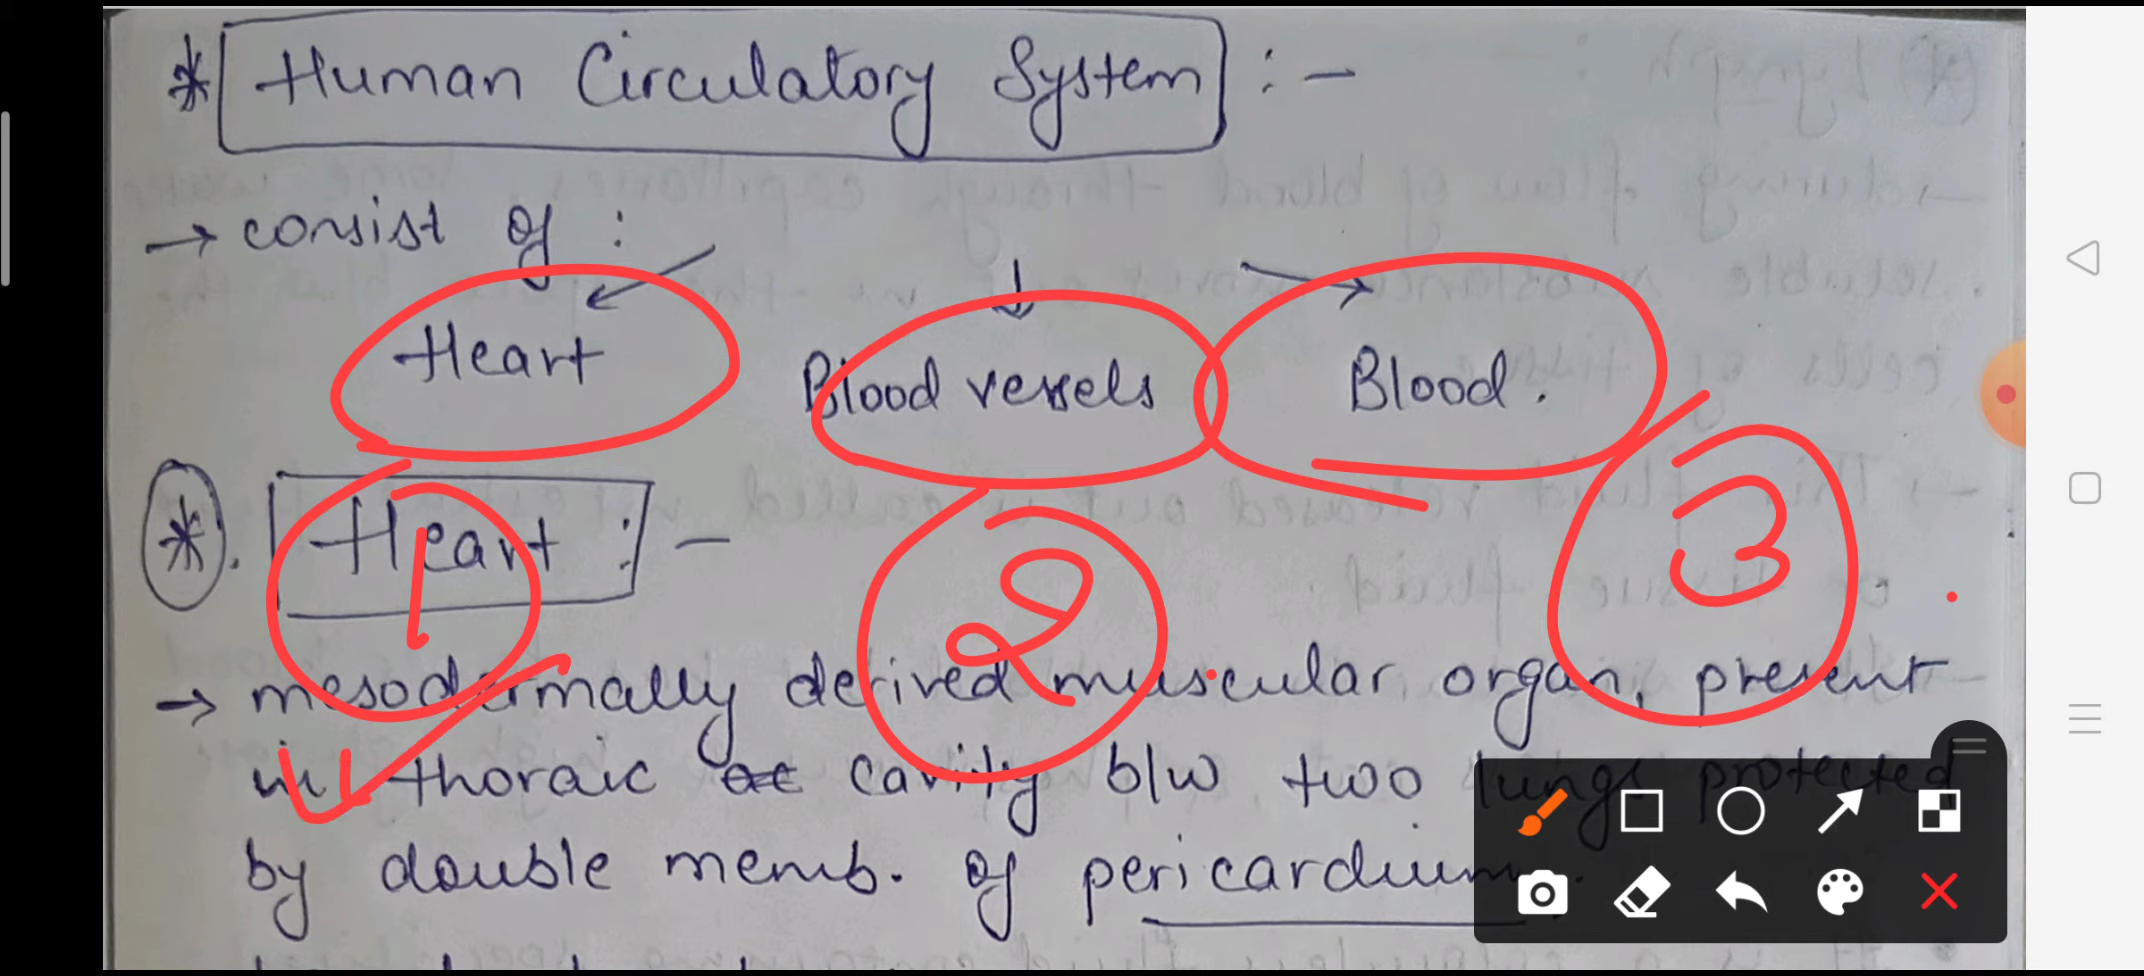 * Human Circulatory System :-
→ consist of :
Heart Blood vessels Blood.
1 2 3
*. Heart :-
→ mesodermally derived muscular organ, present
in thoraic cavity b/w two lungs protected
by double memb. of pericardium.